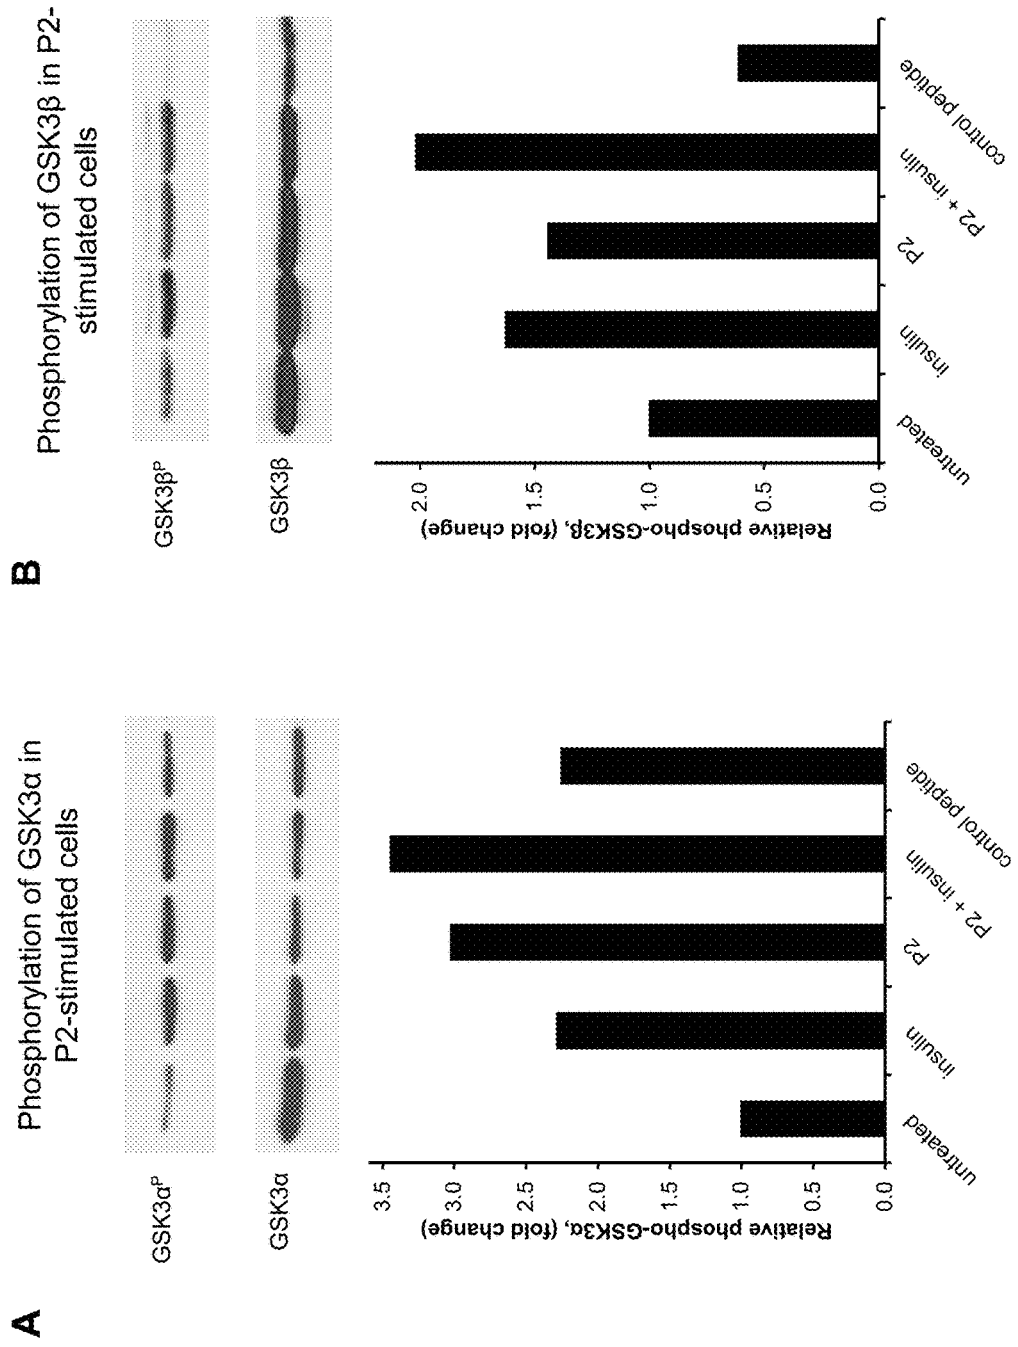 A
Phosphorylation of GSK3α in
P2-stimulated cells
GSK3αᴾ
GSK3α
Relative phospho-GSK3α, (fold change)
3.5
3.0
2.5
2.0
1.5
1.0
0.5
0.0
untreated
insulin
P2
P2 + insulin
control peptide
B
Phosphorylation of GSK3β in P2-
stimulated cells
GSK3βᴾ
GSK3β
Relative phospho-GSK3β, (fold change)
2.0
1.5
1.0
0.5
0.0
untreated
insulin
P2
P2 + insulin
control peptide